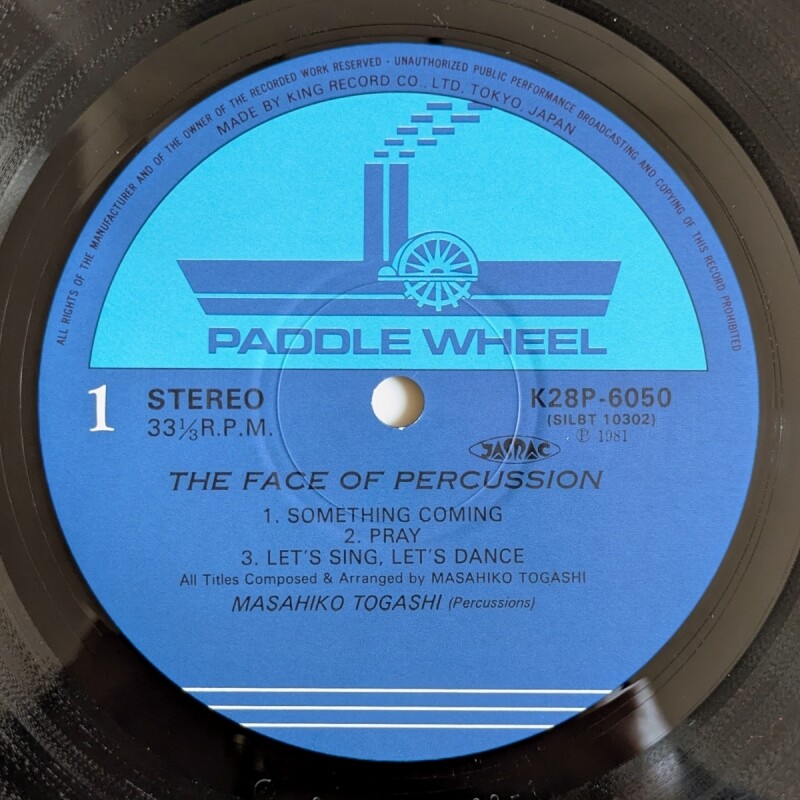 ALL RIGHTS OF THE MANUFACTURER AND OF THE OWNER OF THE RECORDED WORK RESERVED · UNAUTHORIZED PUBLIC PERFORMANCE BROADCASTING AND COPYING OF THIS RECORD PROHIBITED
MADE BY KING RECORD CO., LTD. TOKYO, JAPAN
PADDLE WHEEL
1 STEREO
33⅓R.P.M.
K28P-6050
(SILBT 10302)
Ⓟ 1981
JASRAC
THE FACE OF PERCUSSION
1. SOMETHING COMING
2. PRAY
3. LET'S SING, LET'S DANCE
All Titles Composed & Arranged by MASAHIKO TOGASHI
MASAHIKO TOGASHI (Percussions)